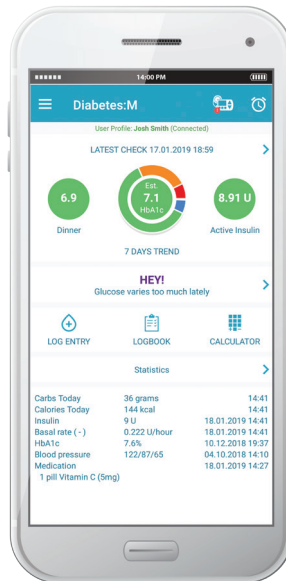 14:00 PM
Diabetes:M
User Profile: Josh Smith (Connected)
LATEST CHECK 17.01.2019 18:59
6.9
Dinner
Est.
7.1
HbA1c
8.91 U
Active Insulin
7 DAYS TREND
HEY!
Glucose varies too much lately
LOG ENTRY
LOGBOOK
CALCULATOR
Statistics
Carbs Today 36 grams 14:41
Calories Today 144 kcal 14:41
Insulin 9 U 18.01.2019 14:41
Basal rate ( - ) 0.222 U/hour 18.01.2019 14:41
HbA1c 7.6% 10.12.2018 19:37
Blood pressure 122/87/65 04.10.2018 14:10
Medication 18.01.2019 14:27
1 pill Vitamin C (5mg)